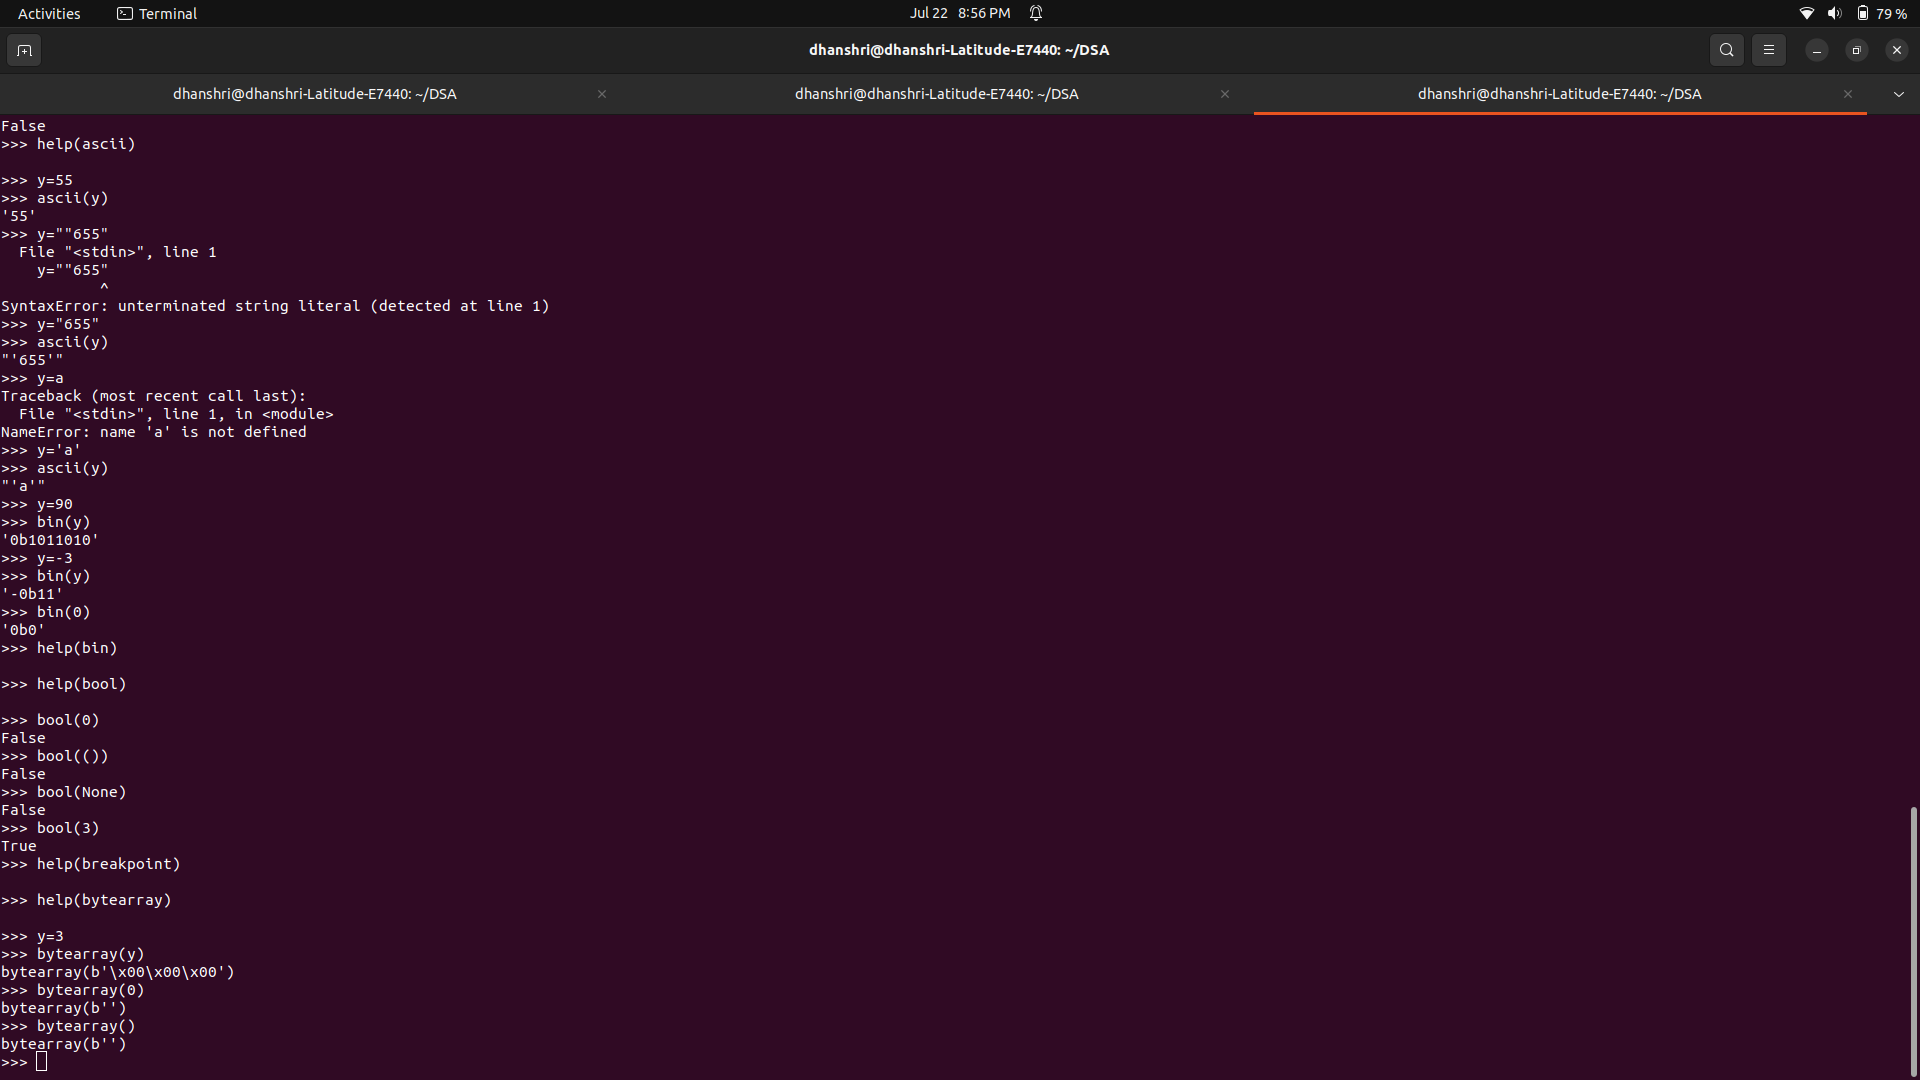 Activities Terminal Jul 22 8:56 PM 79 %
dhanshri@dhanshri-Latitude-E7440: ~/DSA
dhanshri@dhanshri-Latitude-E7440: ~/DSA dhanshri@dhanshri-Latitude-E7440: ~/DSA dhanshri@dhanshri-Latitude-E7440: ~/DSA
False
>>> help(ascii)

>>> y=55
>>> ascii(y)
'55'
>>> y=""655"
  File "<stdin>", line 1
    y=""655"
           ^
SyntaxError: unterminated string literal (detected at line 1)
>>> y="655"
>>> ascii(y)
"'655'"
>>> y=a
Traceback (most recent call last):
  File "<stdin>", line 1, in <module>
NameError: name 'a' is not defined
>>> y='a'
>>> ascii(y)
"'a'"
>>> y=90
>>> bin(y)
'0b1011010'
>>> y=-3
>>> bin(y)
'-0b11'
>>> bin(0)
'0b0'
>>> help(bin)

>>> help(bool)

>>> bool(0)
False
>>> bool(())
False
>>> bool(None)
False
>>> bool(3)
True
>>> help(breakpoint)

>>> help(bytearray)

>>> y=3
>>> bytearray(y)
bytearray(b'\x00\x00\x00')
>>> bytearray(0)
bytearray(b'')
>>> bytearray()
bytearray(b'')
>>>